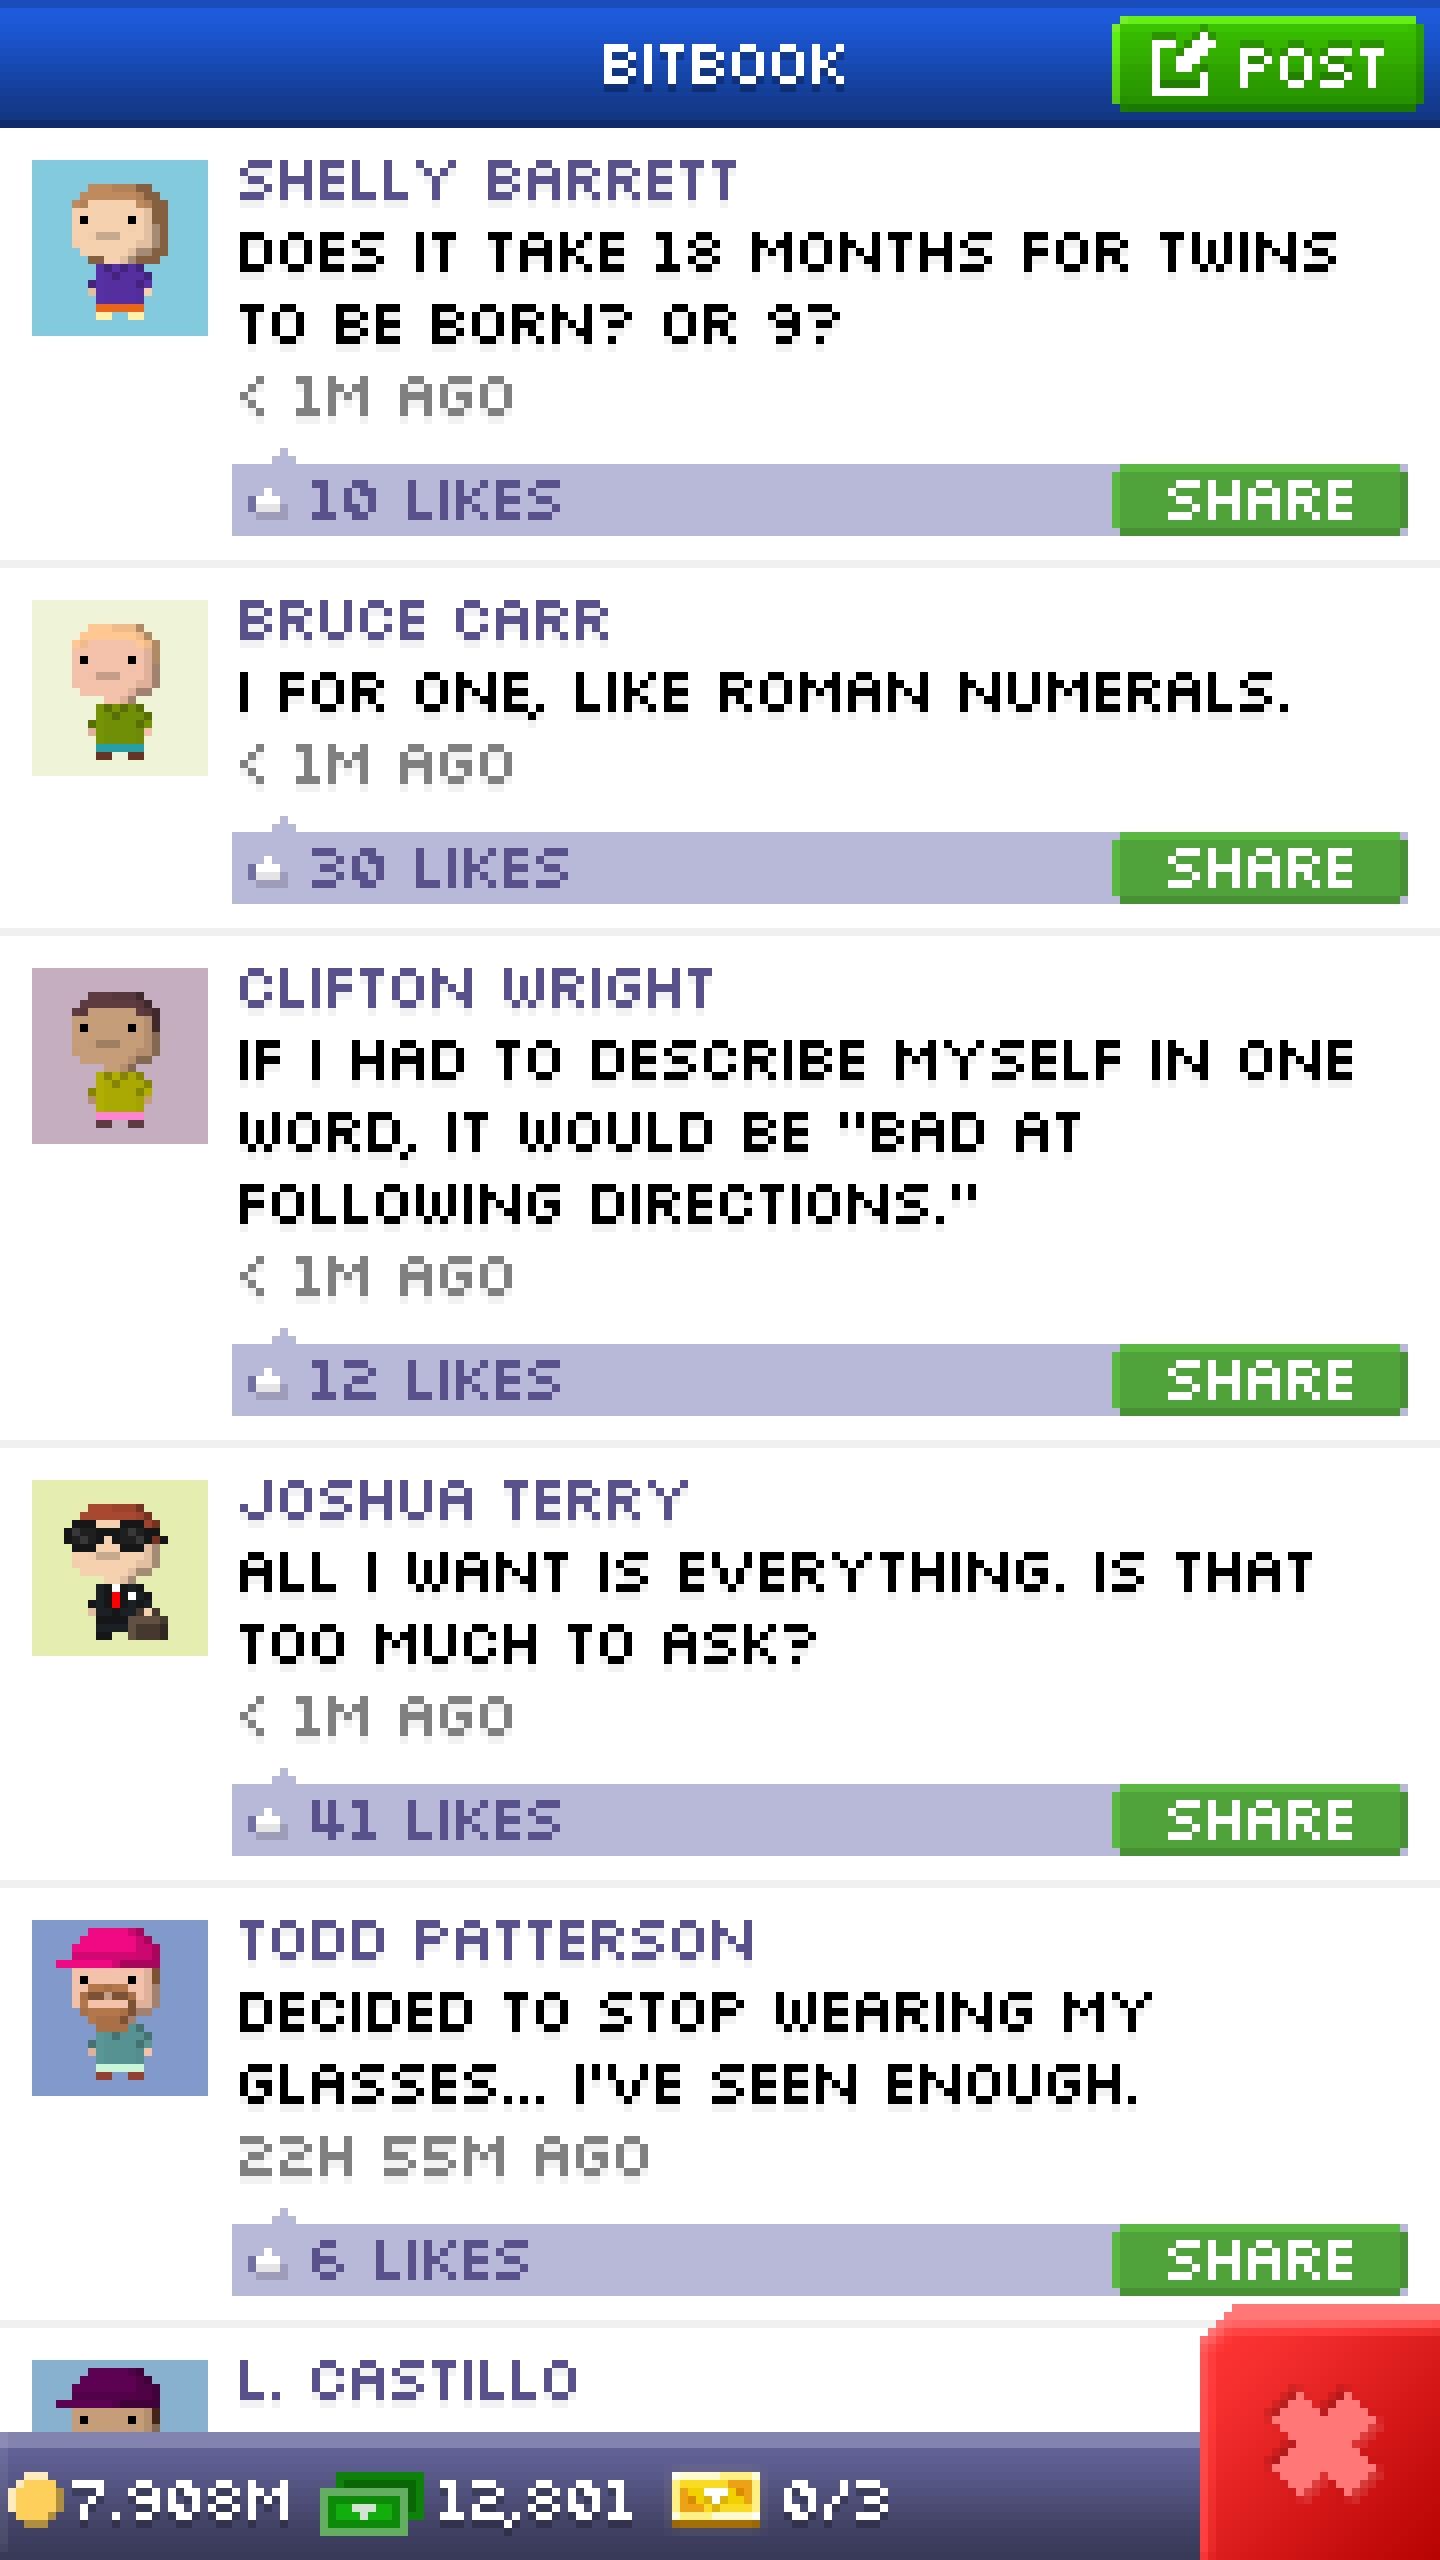 BITBOOK
POST
SHELLY BARRETT
DOES IT TAKE 18 MONTHS FOR TWINS
TO BE BORN? OR 9?
< 1M AGO
10 LIKES
SHARE
BRUCE CARR
I FOR ONE, LIKE ROMAN NUMERALS.
< 1M AGO
30 LIKES
SHARE
CLIFTON WRIGHT
IF I HAD TO DESCRIBE MYSELF IN ONE
WORD, IT WOULD BE "BAD AT
FOLLOWING DIRECTIONS."
< 1M AGO
12 LIKES
SHARE
JOSHUA TERRY
ALL I WANT IS EVERYTHING. IS THAT
TOO MUCH TO ASK?
< 1M AGO
41 LIKES
SHARE
TODD PATTERSON
DECIDED TO STOP WEARING MY
GLASSES... I'VE SEEN ENOUGH.
22H 55M AGO
6 LIKES
SHARE
L. CASTILLO
7.908M 12,801 0/3